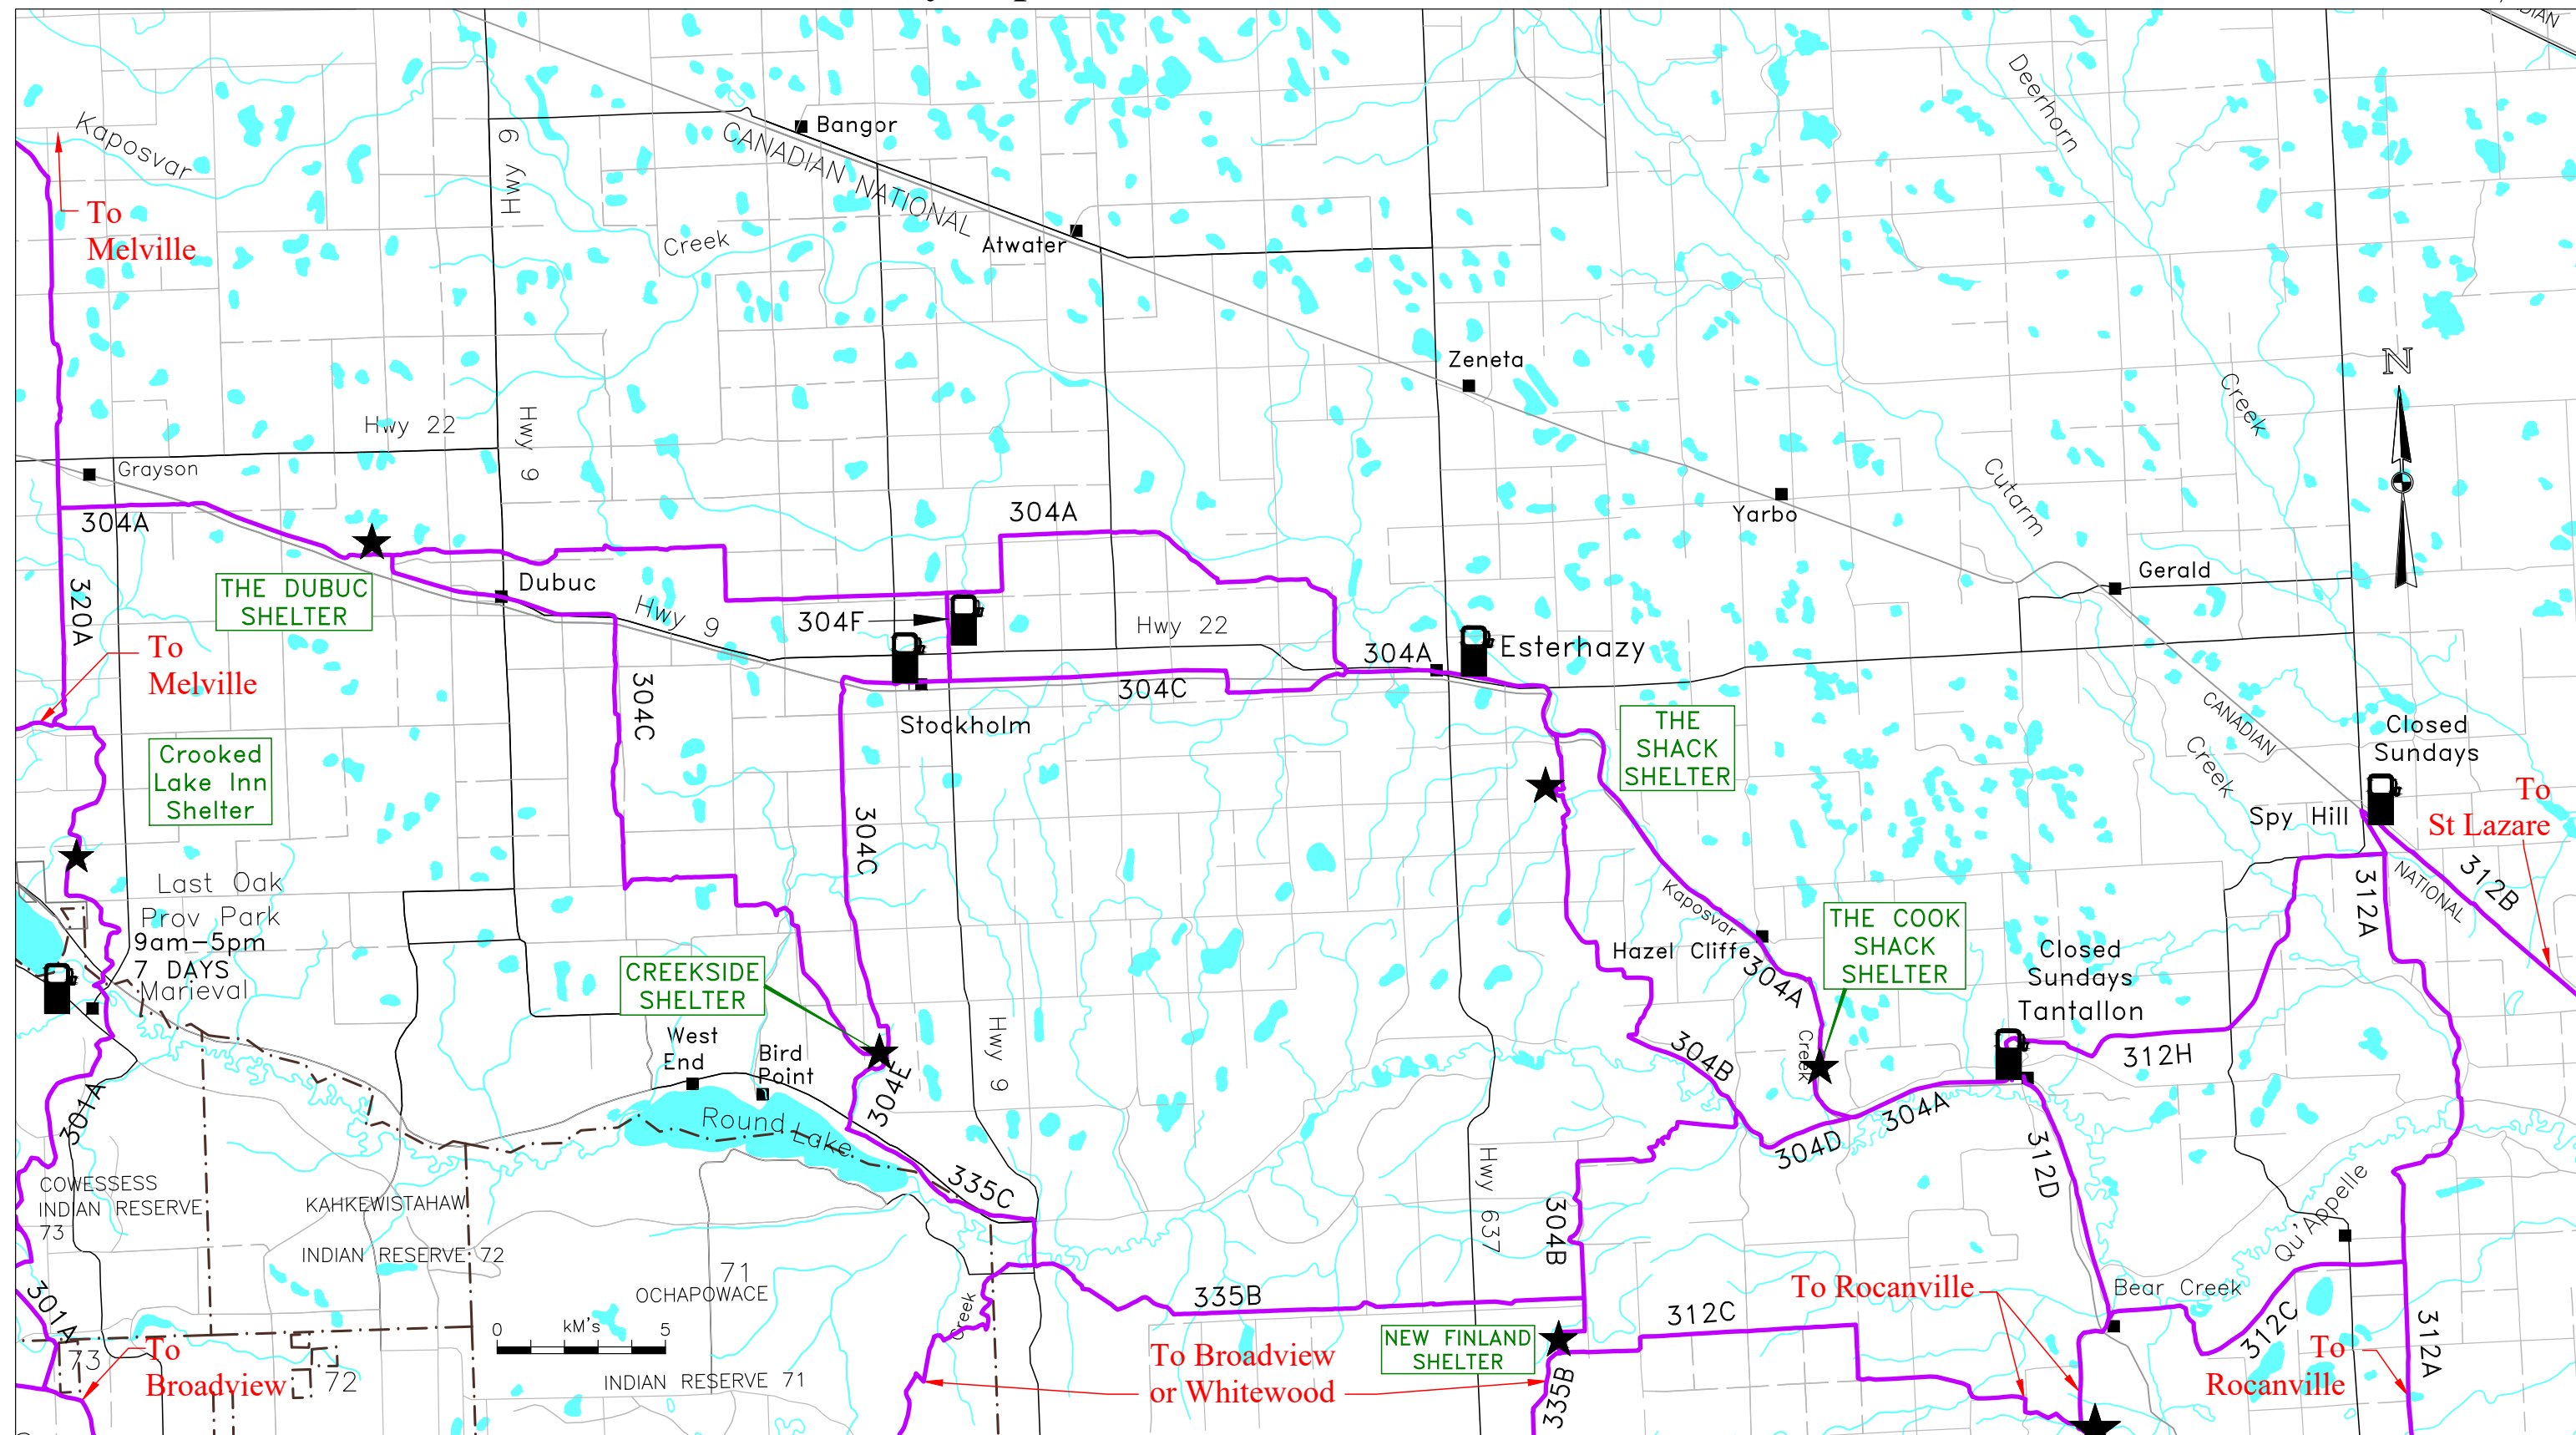 DIAN
Kaposvar
To
Melville
Hwy 9
Bangor
CANADIAN NATIONAL
Creek
Atwater
Deerhorn
Creek
Zeneta
N
Hwy 22
Hwy 9
Grayson
304A
304A
Cutarm
Creek
Yarbo
Gerald
THE DUBUC
SHELTER
Dubuc
Hwy 9
304F
Hwy 22
304A
Esterhazy
320A
To
Melville
304C
304C
Stockholm
THE
SHACK
SHELTER
CANADIAN
NATIONAL
Closed
Sundays
Spy Hill
To
St Lazare
Crooked
Lake Inn
Shelter
304C
312A
312B
Last Oak
Prov Park
9am-5pm
7 DAYS
Marieval
Kaposvar
Creek
Hazel Cliffe
304A
THE COOK
SHACK
SHELTER
Closed
Sundays
Tantallon
CREEKSIDE
SHELTER
West
End
Bird
Point
Hwy 9
304B
312H
301A
304E
Round Lake
304D
304A
312D
335C
Hwy 637
304B
COWESSESS
INDIAN RESERVE
73
KAHKEWISTAHAW
INDIAN RESERVE 72
71
OCHAPOWACE
INDIAN RESERVE 71
Qu'Appelle
Bear Creek
301A
Creek
335B
To Rocanville
312C
312C
312A
0 kM's 5
73
72
To
Broadview
To Broadview
or Whitewood
NEW FINLAND
SHELTER
335B
To
Rocanville